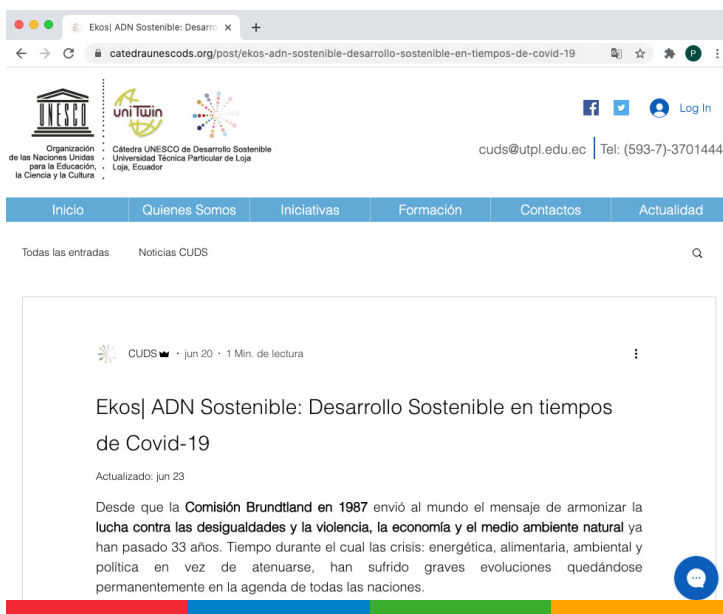 Ekos| ADN Sostenible: Desarro
catedraunescods.org/post/ekos-adn-sostenible-desarrollo-sostenible-en-tiempos-de-covid-19
P
UNESCO
uniTwin
Organización
de las Naciones Unidas
para la Educación,
la Ciencia y la Cultura
Cátedra UNESCO de Desarrollo Sostenible
Universidad Técnica Particular de Loja
Loja, Ecuador
Log In
cuds@utpl.edu.ec
Tel: (593-7)-3701444
Inicio Quienes Somos Iniciativas Formación Contactos Actualidad
Todas las entradas Noticias CUDS
CUDS · jun 20 · 1 Min. de lectura
Ekos| ADN Sostenible: Desarrollo Sostenible en tiempos
de Covid-19
Actualizado: jun 23
Desde que la Comisión Brundtland en 1987 envió al mundo el mensaje de armonizar la
lucha contra las desigualdades y la violencia, la economía y el medio ambiente natural ya
han pasado 33 años. Tiempo durante el cual las crisis: energética, alimentaria, ambiental y
política en vez de atenuarse, han sufrido graves evoluciones quedándose
permanentemente en la agenda de todas las naciones.